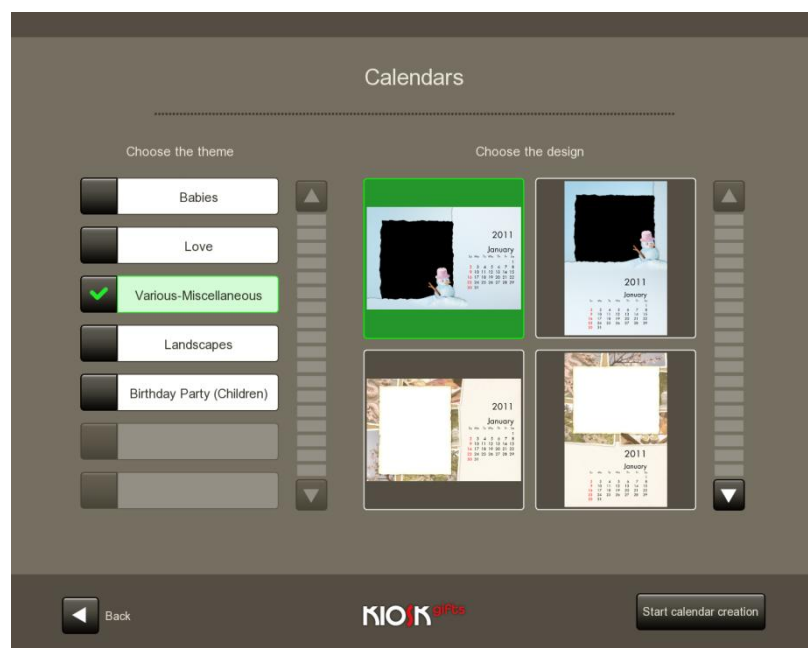 Calendars
Choose the theme
Choose the design
Babies
Love
Various-Miscellaneous
Landscapes
Birthday Party (Children)
2011
January
2011
January
2011
January
2011
January
Back
KIOSK gifts
Start calendar creation